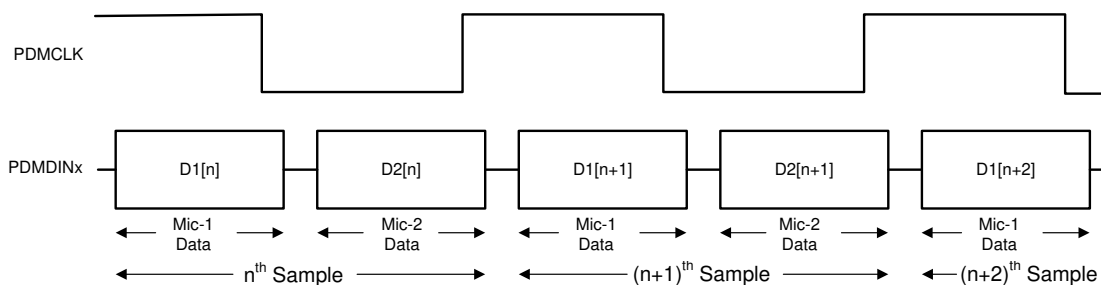 PDMCLK
PDMDINx
D1[n]
D2[n]
D1[n+1]
D2[n+1]
D1[n+2]
Mic-1
Data
Mic-2
Data
Mic-1
Data
Mic-2
Data
Mic-1
Data
nth Sample
(n+1)th Sample
(n+2)th Sample